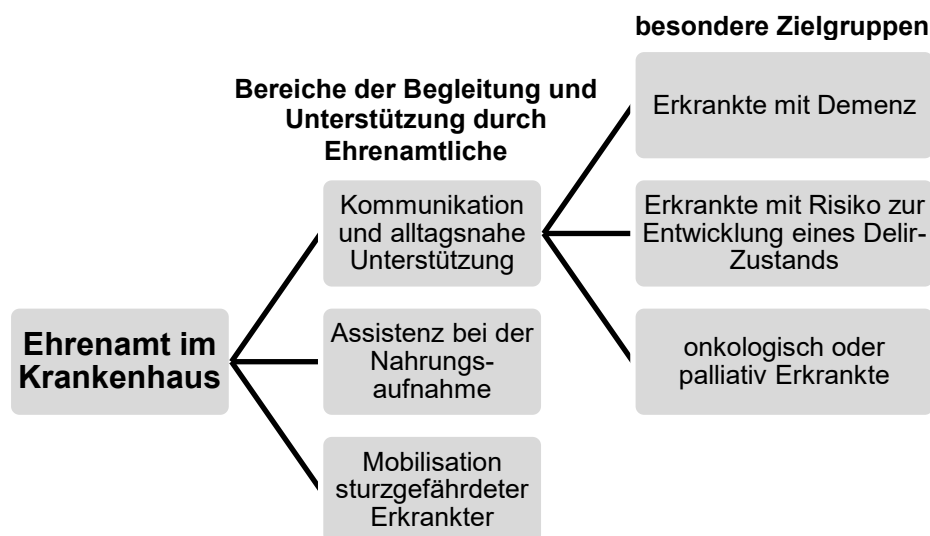 besondere Zielgruppen
Bereiche der Begleitung und
Unterstützung durch
Ehrenamtliche
Erkrankte mit Demenz
Kommunikation
und alltagsnahe
Unterstützung
Erkrankte mit Risiko zur
Entwicklung eines Delir-
Zustands
Ehrenamt im
Krankenhaus
Assistenz bei der
Nahrungs-
aufnahme
onkologisch oder
palliativ Erkrankte
Mobilisation
sturzgefährdeter
Erkrankter